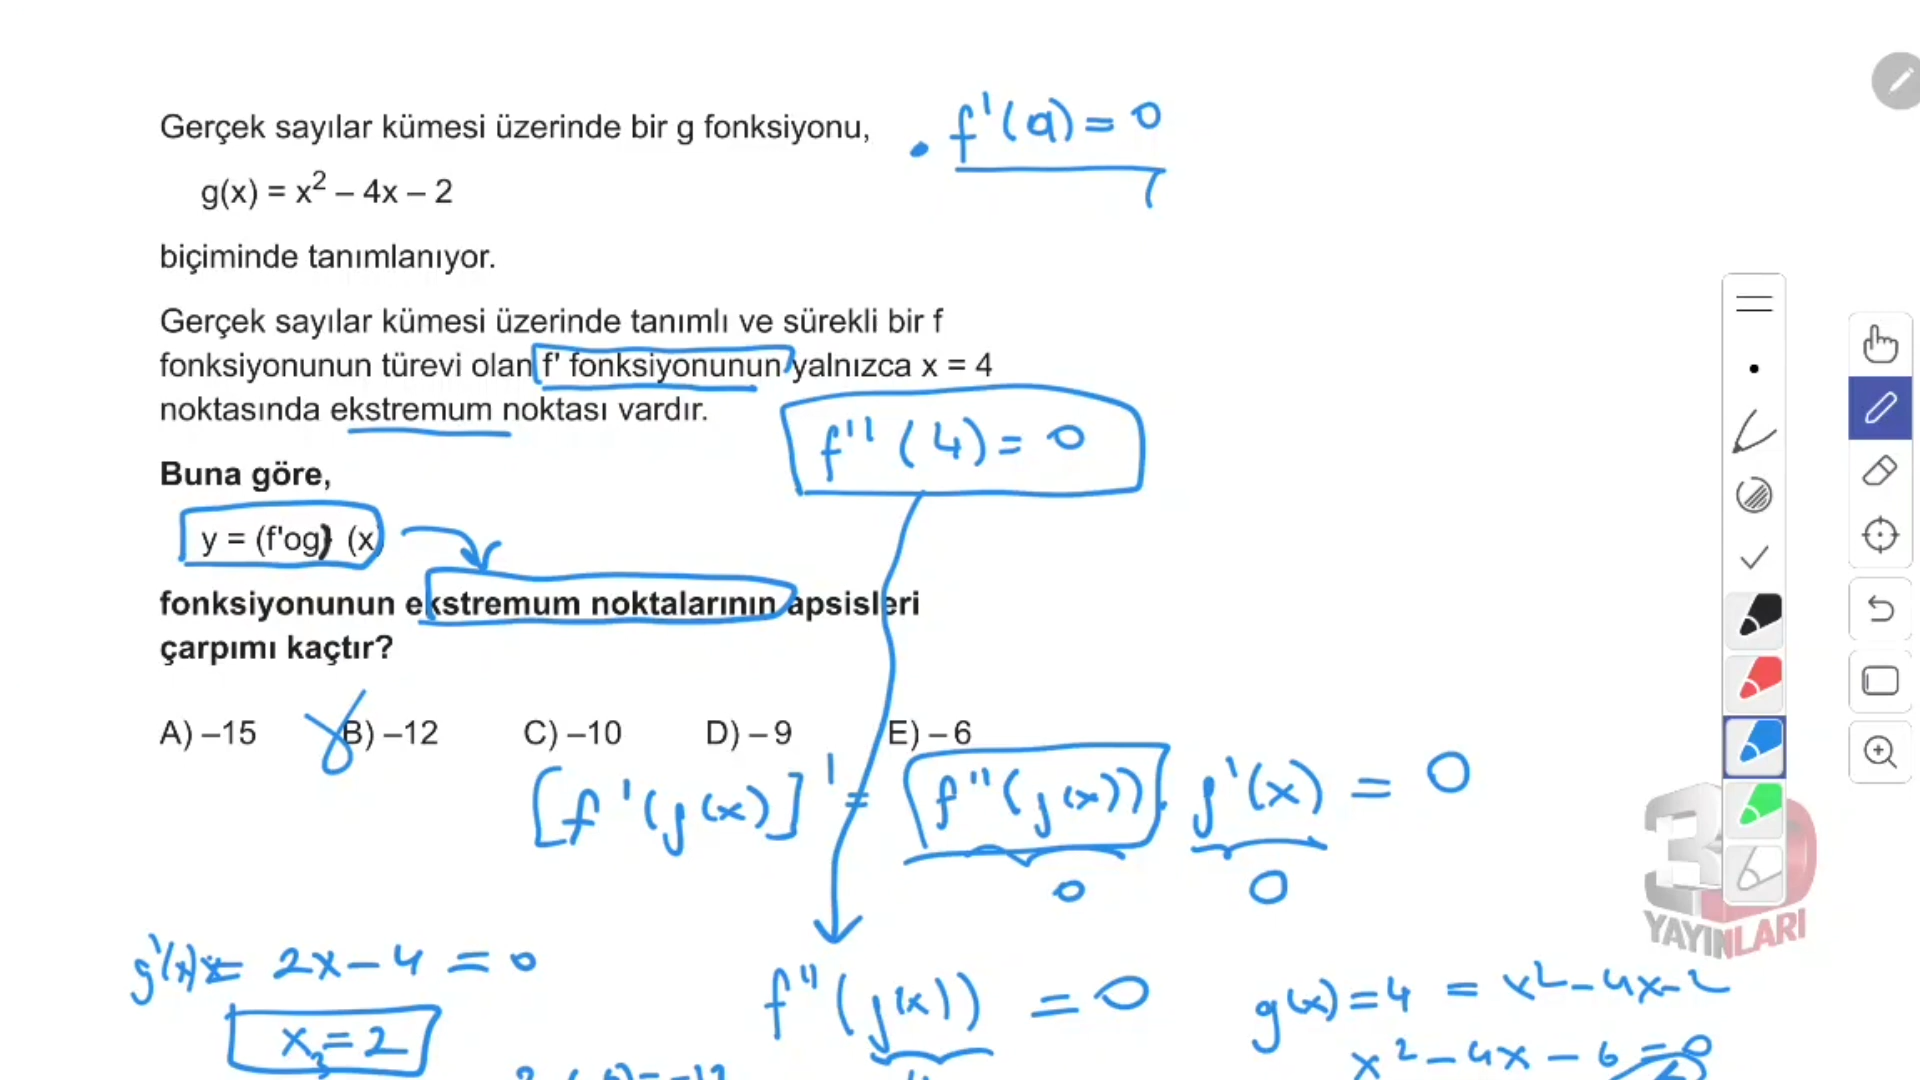 Gerçek sayılar kümesi üzerinde bir g fonksiyonu,
. f'(a) = 0
g(x) = x² – 4x – 2
biçiminde tanımlanıyor.
Gerçek sayılar kümesi üzerinde tanımlı ve sürekli bir f
fonksiyonunun türevi olan f' fonksiyonunun yalnızca x = 4
noktasında ekstremum noktası vardır.
f''(4) = 0
Buna göre,
y = (f'og) (x)
fonksiyonunun ekstremum noktalarının apsisleri
çarpımı kaçtır?
A) –15 B) –12 C) –10 D) – 9 E) – 6
[f'(g(x)]' = f''(g(x)) . g'(x) = 0
0 0
g'(x) = 2x – 4 = 0
f''(g(x)) = 0
g(x) = 4 = x² – 4x – 2
x₃ = 2
x² – 4x – 6 = 0
= –12
3D
YAYINLARI